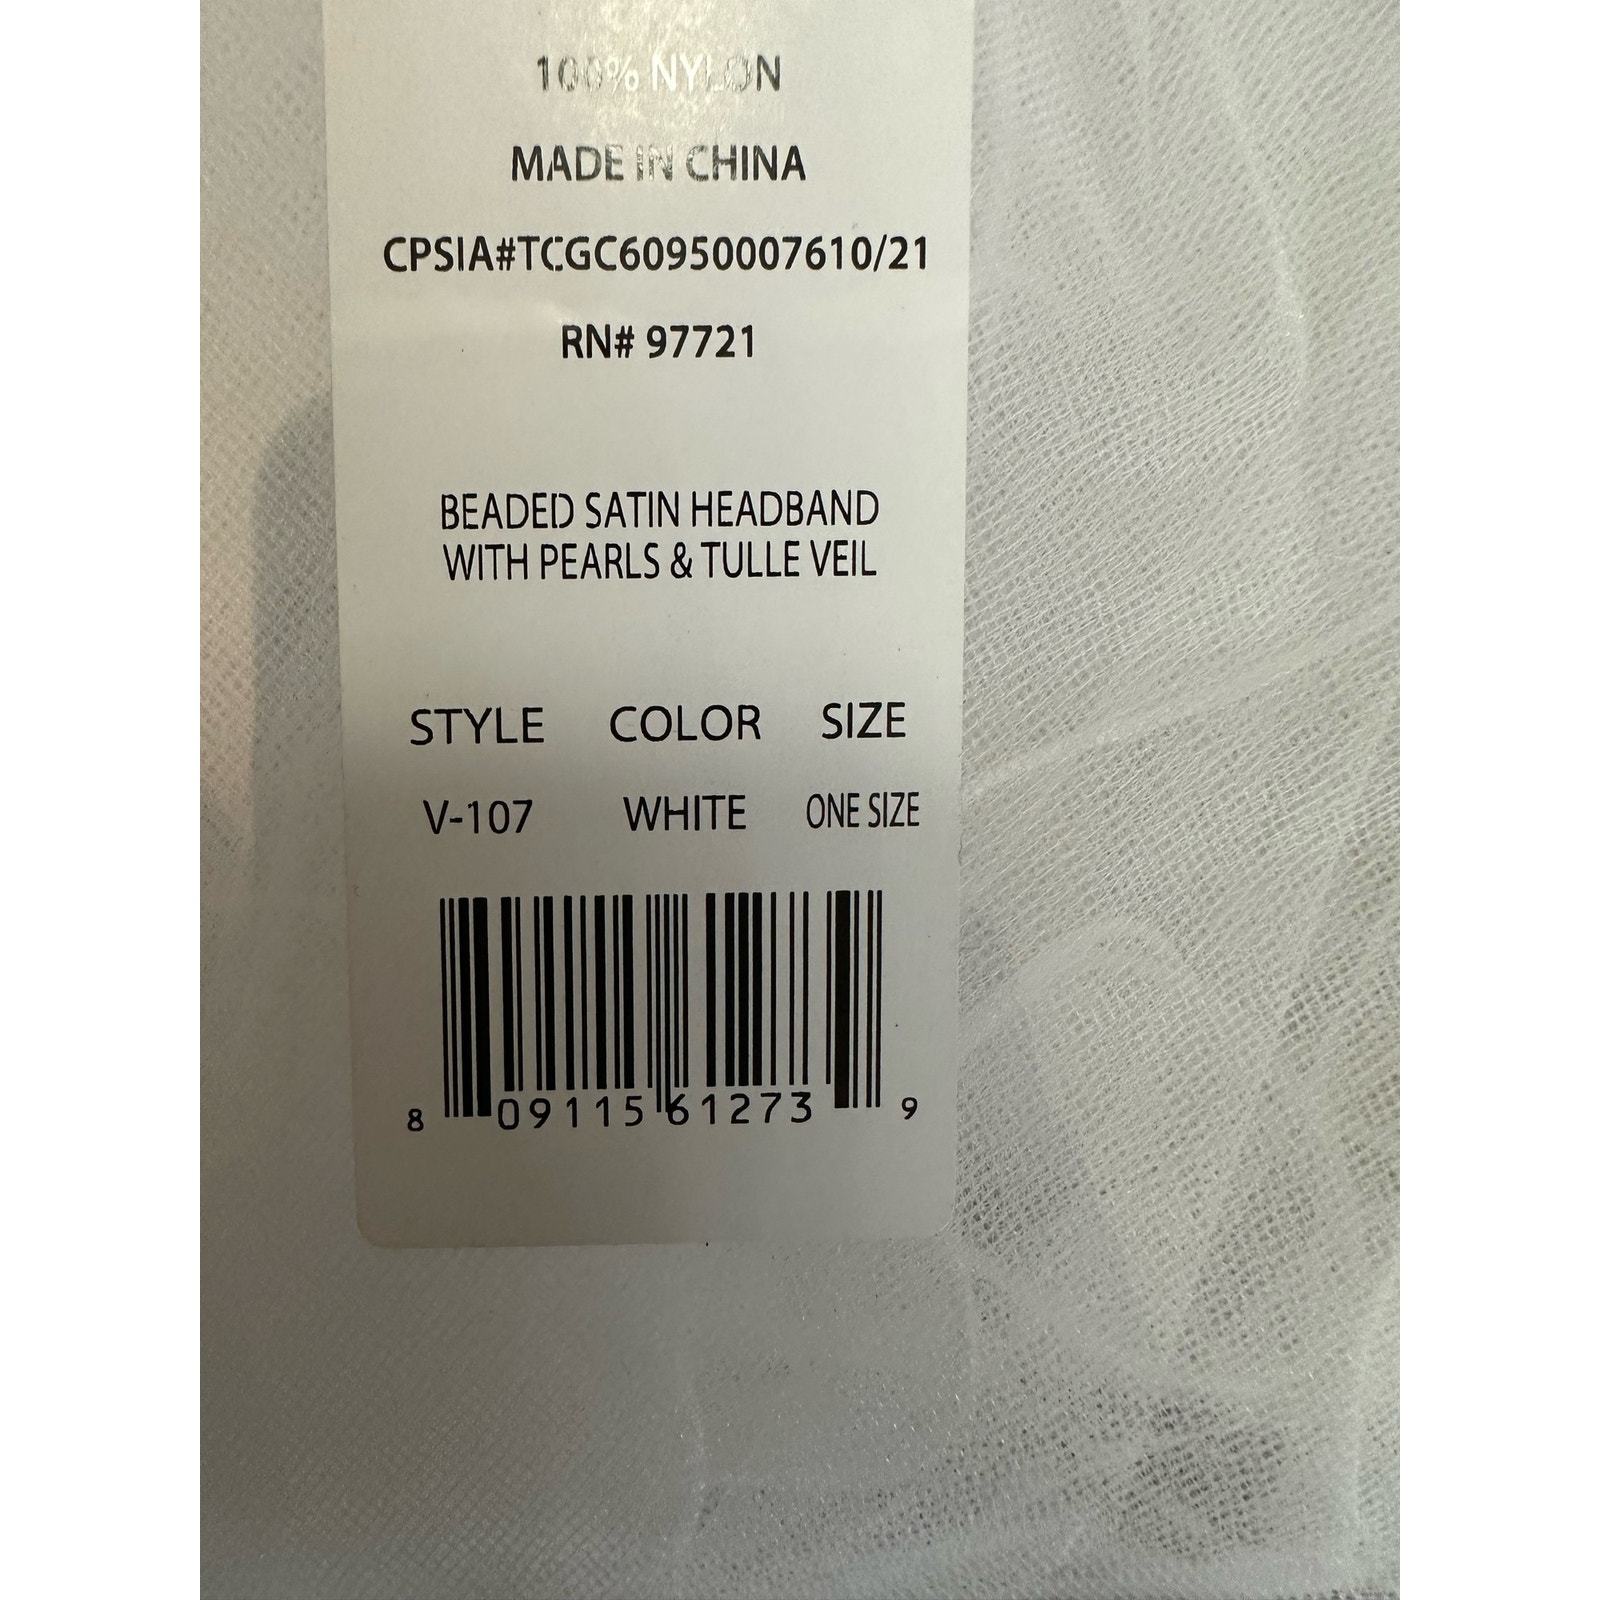 100% NYLON
MADE IN CHINA
CPSIA#TCGC60950007610/21
RN# 97721
BEADED SATIN HEADBAND
WITH PEARLS & TULLE VEIL
STYLE COLOR SIZE
V-107 WHITE ONE SIZE
8 09115 61273 9